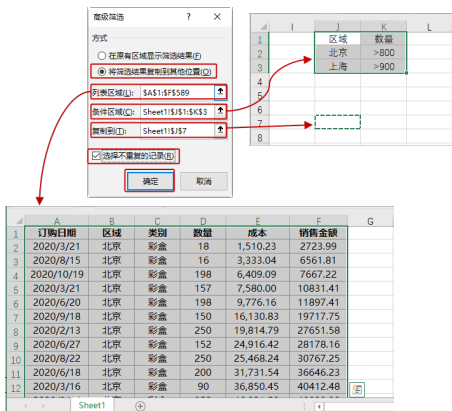 高级筛选 ? ×
方式
在原有区域显示筛选结果(F)
将筛选结果复制到其他位置(O)
列表区域(L): $A$1:$F$589
条件区域(C): Sheet1!$J$1:$K$3
复制到(T): Sheet1!$J$7
选择不重复的记录(R)
确定 取消
I J K L
1 区域 数量
2 北京 >800
3 上海 >900
4
5
6
7
8
A B C D E F G
1 订购日期 区域 类别 数量 成本 销售金额
2 2020/3/21 北京 彩盒 18 1,510.23 2723.99
3 2020/8/15 北京 彩盒 16 3,333.04 6561.81
4 2020/10/19 北京 彩盒 198 6,409.09 7667.22
5 2020/3/21 北京 彩盒 157 7,580.00 10831.41
6 2020/6/20 北京 彩盒 198 9,776.16 11897.41
7 2020/9/18 北京 彩盒 150 16,130.83 19717.75
8 2020/2/13 北京 彩盒 250 19,814.79 27651.58
9 2020/6/27 北京 彩盒 152 24,916.42 28178.16
10 2020/8/22 北京 彩盒 250 25,468.24 30767.25
11 2020/6/18 北京 彩盒 200 31,731.54 36646.23
12 2020/3/16 北京 彩盒 90 36,850.45 40412.48
Sheet1